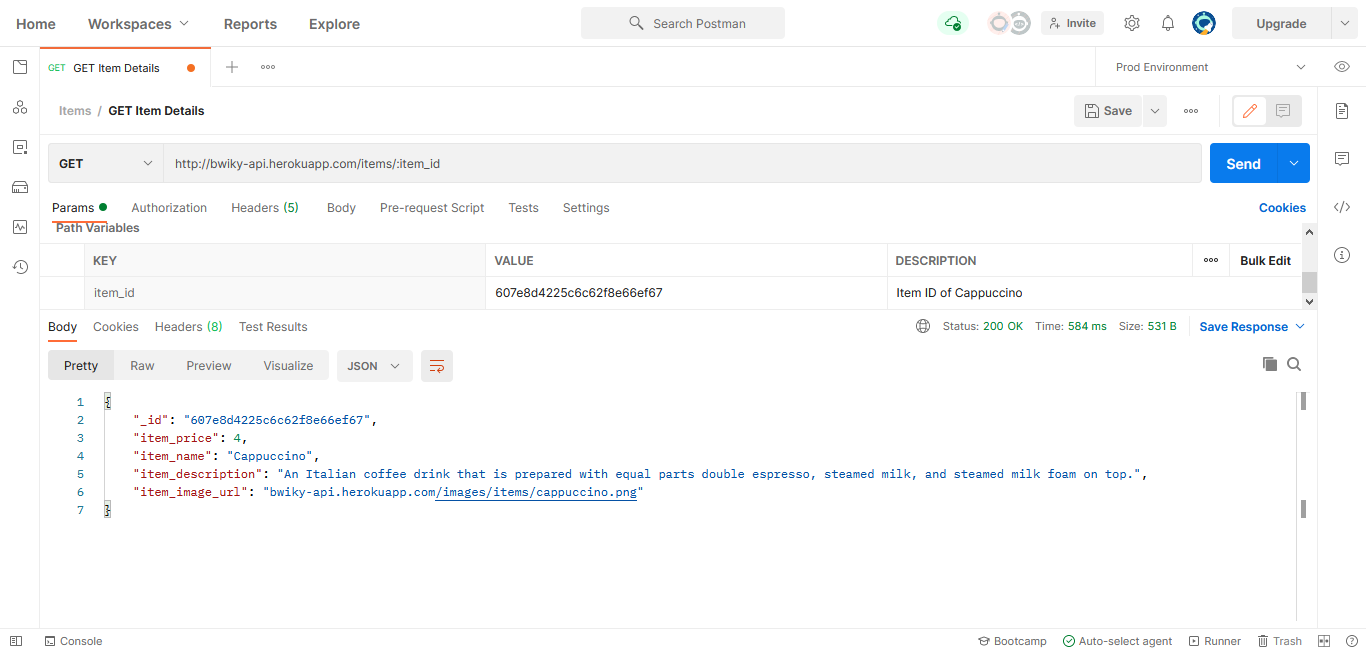 Home Workspaces Reports Explore Search Postman Invite Upgrade
GET GET Item Details Prod Environment
Items / GET Item Details Save
GET http://bwiky-api.herokuapp.com/items/:item_id Send
Params Authorization Headers (5) Body Pre-request Script Tests Settings Cookies
Path Variables
KEY VALUE DESCRIPTION Bulk Edit
item_id 607e8d4225c6c62f8e66ef67 Item ID of Cappuccino
Body Cookies Headers (8) Test Results Status: 200 OK Time: 584 ms Size: 531 B Save Response
Pretty Raw Preview Visualize JSON
1 {
2 "_id": "607e8d4225c6c62f8e66ef67",
3 "item_price": 4,
4 "item_name": "Cappuccino",
5 "item_description": "An Italian coffee drink that is prepared with equal parts double espresso, steamed milk, and steamed milk foam on top.",
6 "item_image_url": "bwiky-api.herokuapp.com/images/items/cappuccino.png"
7 }
Console Bootcamp Auto-select agent Runner Trash